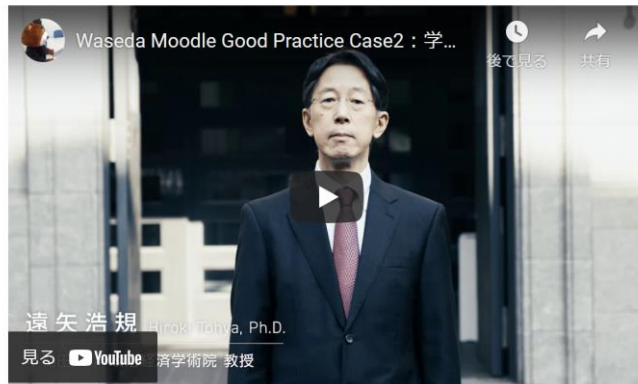 Waseda Moodle Good Practice Case2：学…
後で見る 共有
遠矢浩規 Hiroki Tohya, Ph.D.
見る YouTube
済学術院 教授